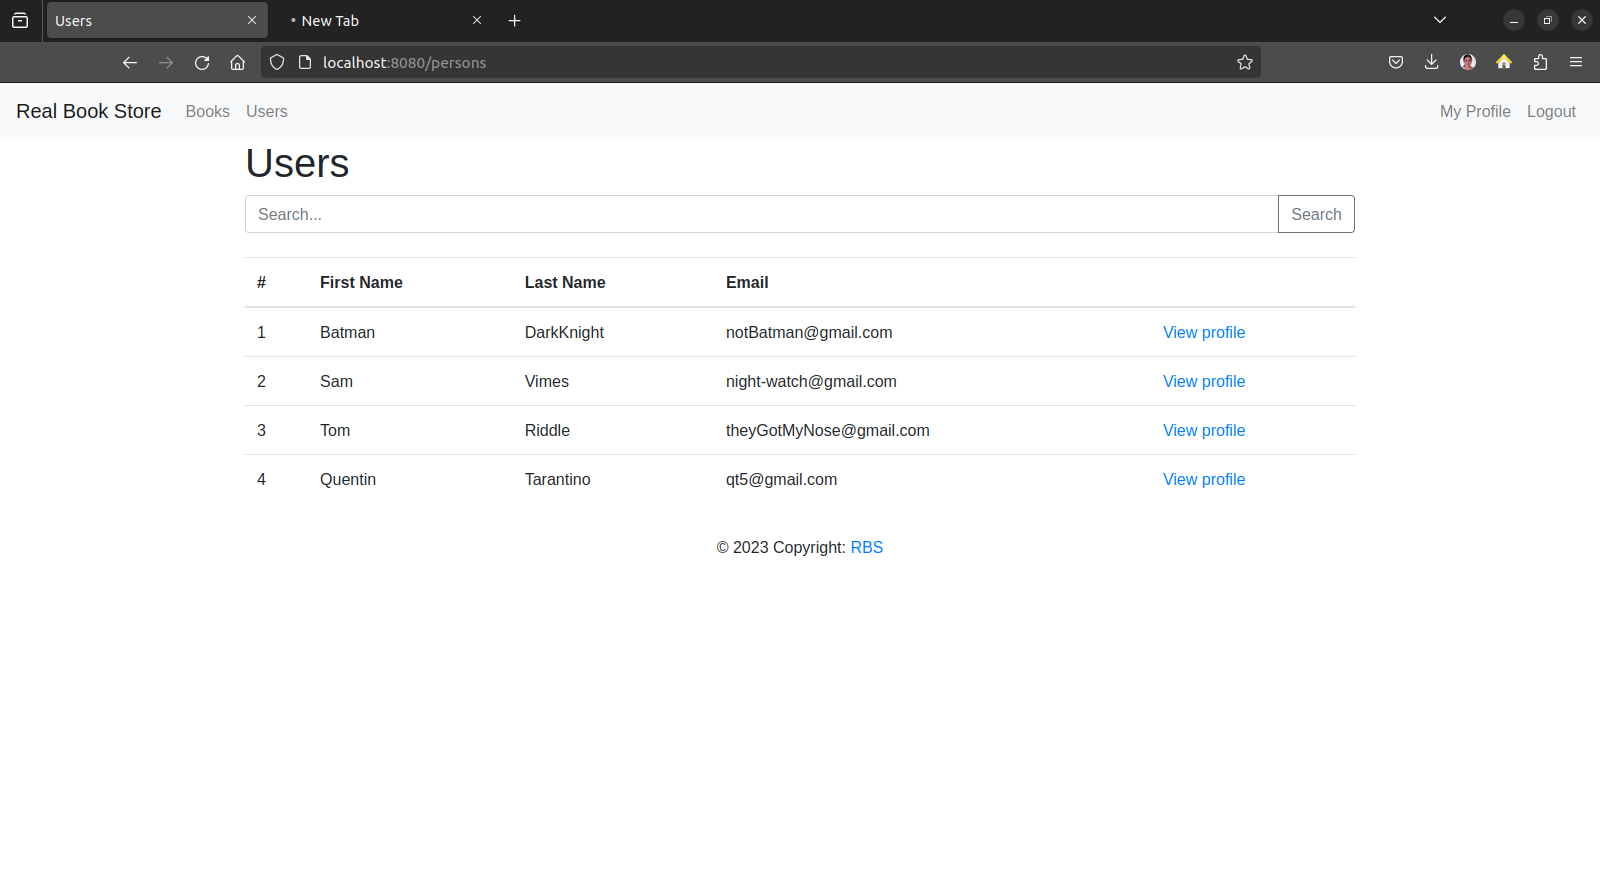 Users
New Tab
localhost:8080/persons
Real Book Store Books Users My Profile Logout
Users
Search... Search
# First Name Last Name Email
1 Batman DarkKnight notBatman@gmail.com View profile
2 Sam Vimes night-watch@gmail.com View profile
3 Tom Riddle theyGotMyNose@gmail.com View profile
4 Quentin Tarantino qt5@gmail.com View profile
© 2023 Copyright: RBS